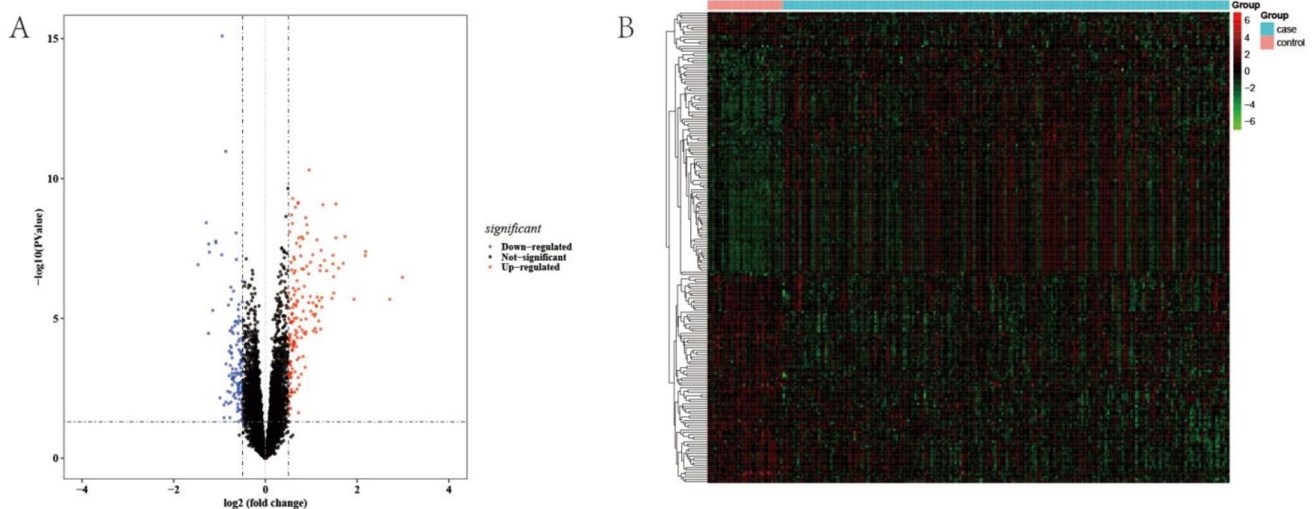 A
15
10
5
0
−log10(PValue)
−4
−2
0
2
4
log2 (fold change)
significant
Down−regulated
Not−significant
Up−regulated
B
Group
6
4
2
0
−2
−4
−6
Group
case
control